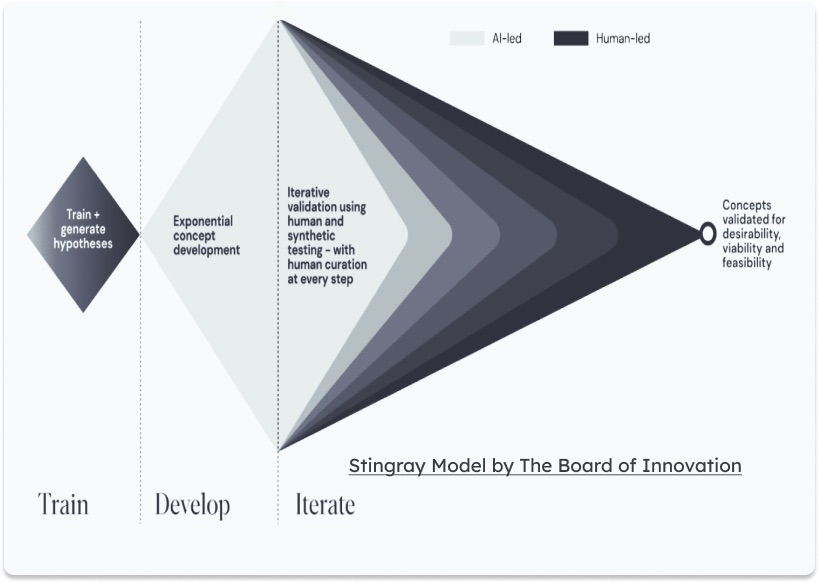 AI-led
Human-led
Train +
generate
hypotheses
Exponential
concept
development
Iterative
validation using
human and
synthetic
testing – with
human curation
at every step
Concepts
validated for
desirability,
viability and
feasibility
Stingray Model by The Board of Innovation
Train
Develop
Iterate